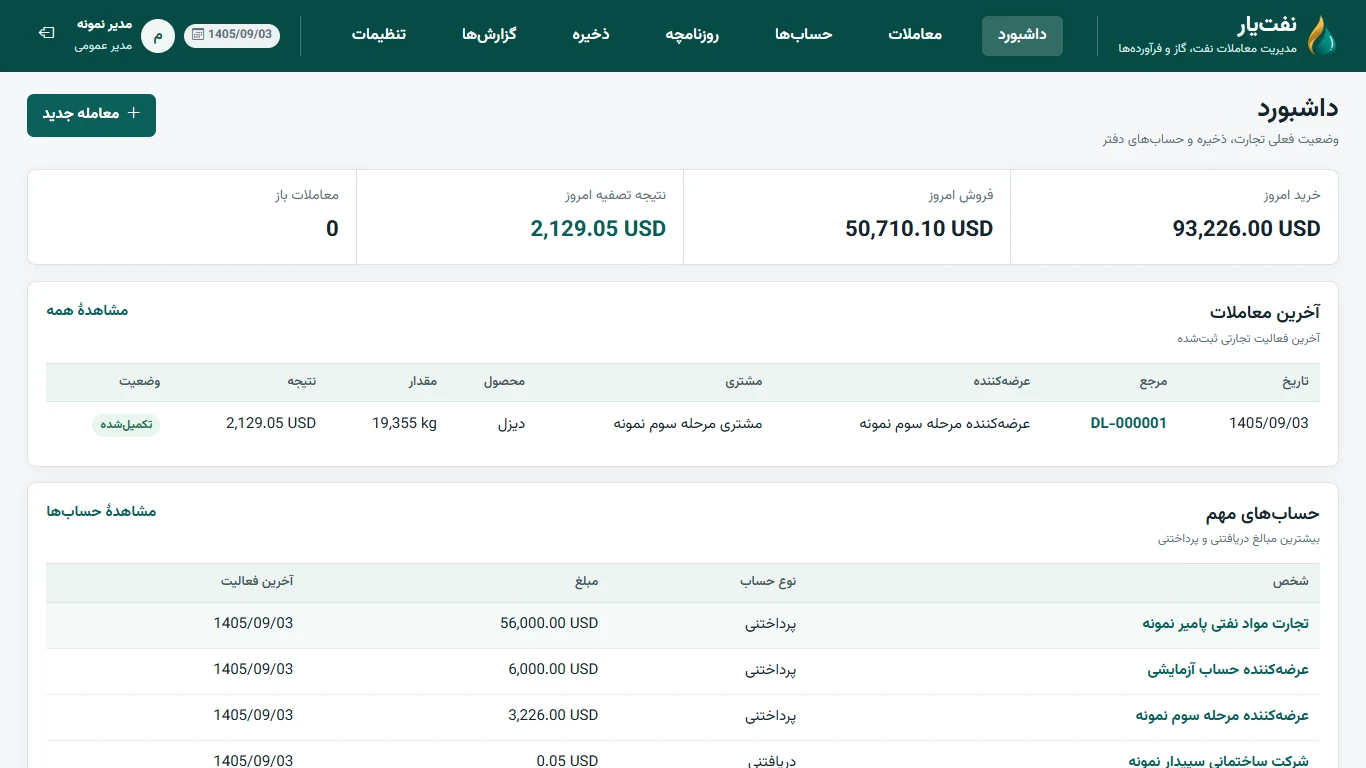 نفت‌یار
مدیریت معاملات نفت، گاز و فرآورده‌ها
داشبورد
معاملات
حساب‌ها
روزنامچه
ذخیره
گزارش‌ها
تنظیمات
1405/09/03
م
مدیر نمونه
مدیر عمومی
داشبورد
وضعیت فعلی تجارت، ذخیره و حساب‌های دفتر
+ معامله جدید
خرید امروز
93,226.00 USD
فروش امروز
50,710.10 USD
نتیجه تصفیه امروز
2,129.05 USD
معاملات باز
0
آخرین معاملات
آخرین فعالیت تجارتی ثبت‌شده
مشاهدهٔ همه
تاریخ مرجع عرضه‌کننده مشتری محصول مقدار نتیجه وضعیت
1405/09/03 DL-000001 عرضه‌کننده مرحله سوم نمونه مشتری مرحله سوم نمونه دیزل 19,355 kg 2,129.05 USD تکمیل‌شده
حساب‌های مهم
بیشترین مبالغ دریافتنی و پرداختنی
مشاهدهٔ حساب‌ها
شخص نوع حساب مبلغ آخرین فعالیت
تجارت مواد نفتی پامیر نمونه پرداختنی 56,000.00 USD 1405/09/03
عرضه‌کننده حساب آزمایشی پرداختنی 6,000.00 USD 1405/09/03
عرضه‌کننده مرحله سوم نمونه پرداختنی 3,226.00 USD 1405/09/03
شرکت ساختمانی سپیدار نمونه دریافتنی 0.05 USD 1405/09/03